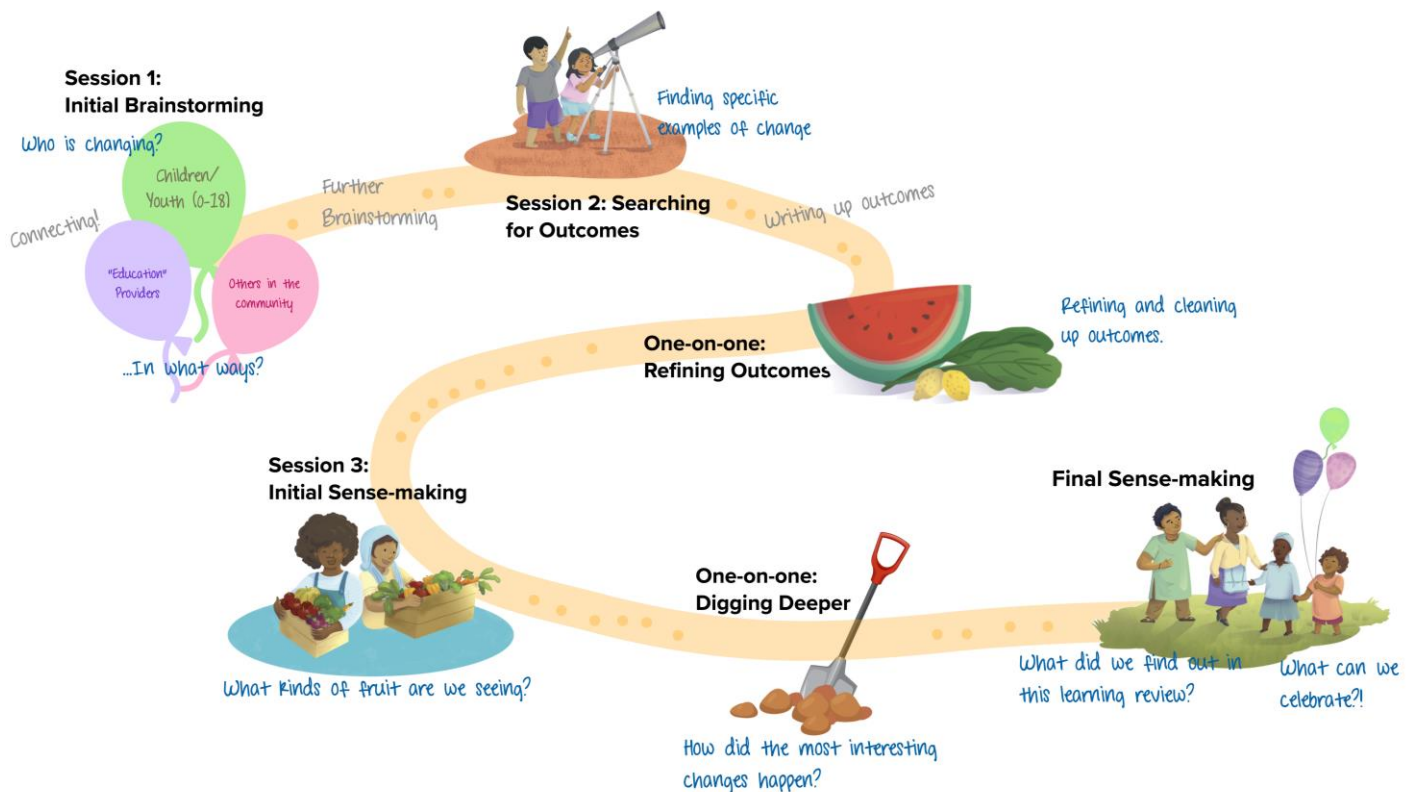 Session 1:
Initial Brainstorming
Who is changing?
Children/
Youth (0-18)
Connecting!
"Education"
Providers
Others in the
community
...In what ways?
Further
Brainstorming
Finding specific
examples of change
Session 2: Searching
for Outcomes
Writing up outcomes
One-on-one:
Refining Outcomes
Refining and cleaning
up outcomes.
Session 3:
Initial Sense-making
What kinds of fruit are we seeing?
One-on-one:
Digging Deeper
How did the most interesting
changes happen?
Final Sense-making
What did we find out in
this learning review?
What can we
celebrate?!